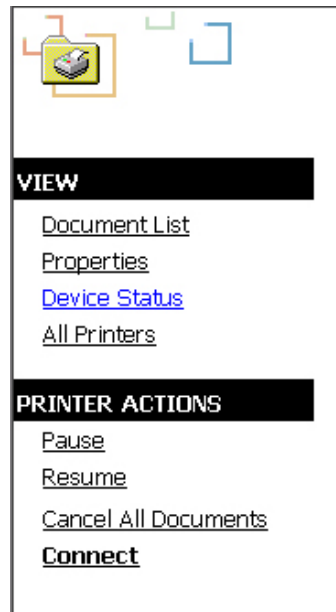 VIEW
Document List
Properties
Device Status
All Printers
PRINTER ACTIONS
Pause
Resume
Cancel All Documents
Connect